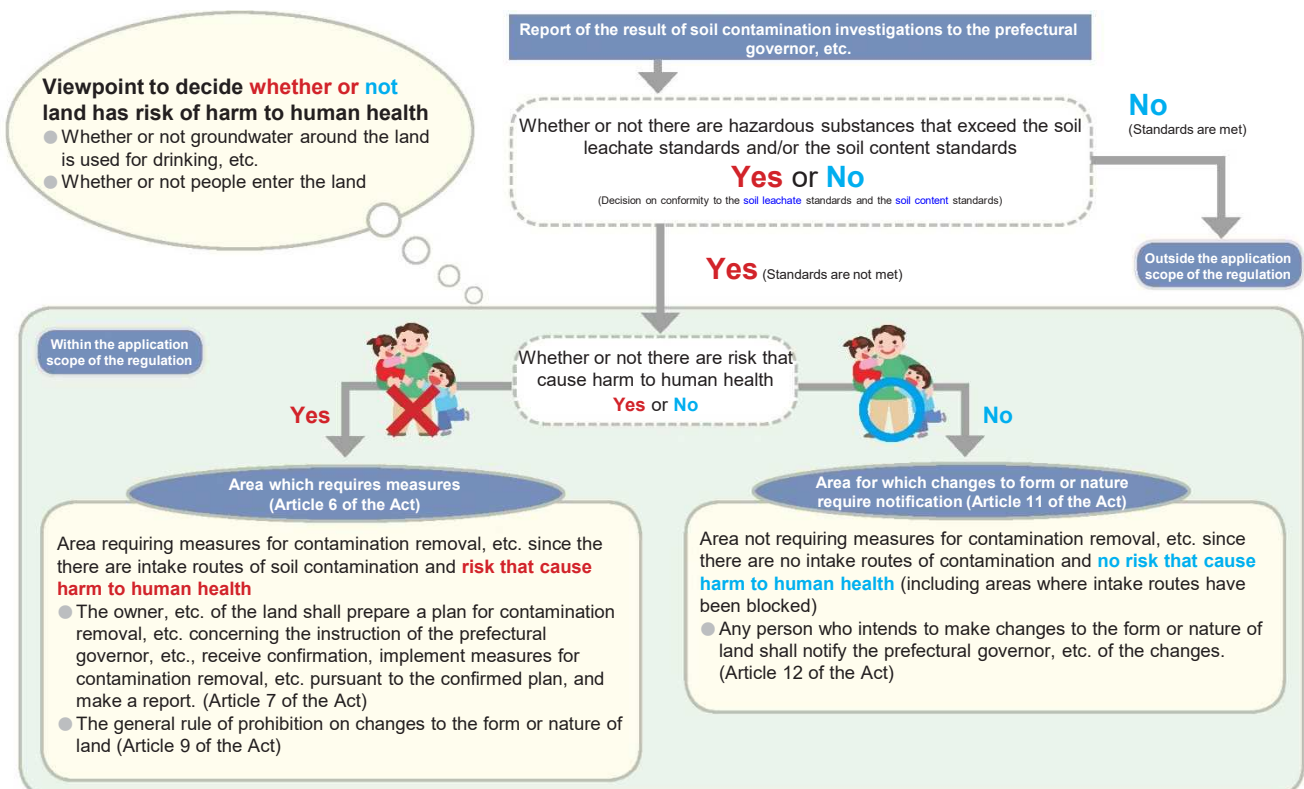 Report of the result of soil contamination investigations to the prefectural
governor, etc.
Viewpoint to decide whether or not
land has risk of harm to human health
● Whether or not groundwater around the land
is used for drinking, etc.
● Whether or not people enter the land
Whether or not there are hazardous substances that exceed the soil
leachate standards and/or the soil content standards
Yes or No
(Decision on conformity to the soil leachate standards and the soil content standards)
No
(Standards are met)
Outside the application
scope of the regulation
Yes (Standards are not met)
Within the application
scope of the regulation
Whether or not there are risk that
cause harm to human health
Yes or No
Yes
No
Area which requires measures
(Article 6 of the Act)
Area requiring measures for contamination removal, etc. since the
there are intake routes of soil contamination and risk that cause
harm to human health
● The owner, etc. of the land shall prepare a plan for contamination
removal, etc. concerning the instruction of the prefectural
governor, etc., receive confirmation, implement measures for
contamination removal, etc. pursuant to the confirmed plan, and
make a report. (Article 7 of the Act)
● The general rule of prohibition on changes to the form or nature of
land (Article 9 of the Act)
Area for which changes to form or nature
require notification (Article 11 of the Act)
Area not requiring measures for contamination removal, etc. since
there are no intake routes of contamination and no risk that cause
harm to human health (including areas where intake routes have
been blocked)
● Any person who intends to make changes to the form or nature of
land shall notify the prefectural governor, etc. of the changes.
(Article 12 of the Act)